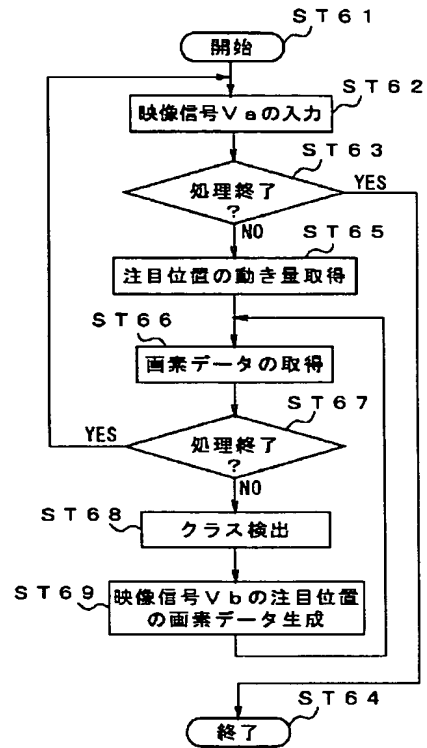 ST61
開始
ST62
映像信号Vaの入力
ST63
処理終了
?
YES
NO
ST65
注目位置の動き量取得
ST66
画素データの取得
ST67
YES
処理終了
?
NO
ST68
クラス検出
ST69
映像信号Vbの注目位置
の画素データ生成
ST64
終了